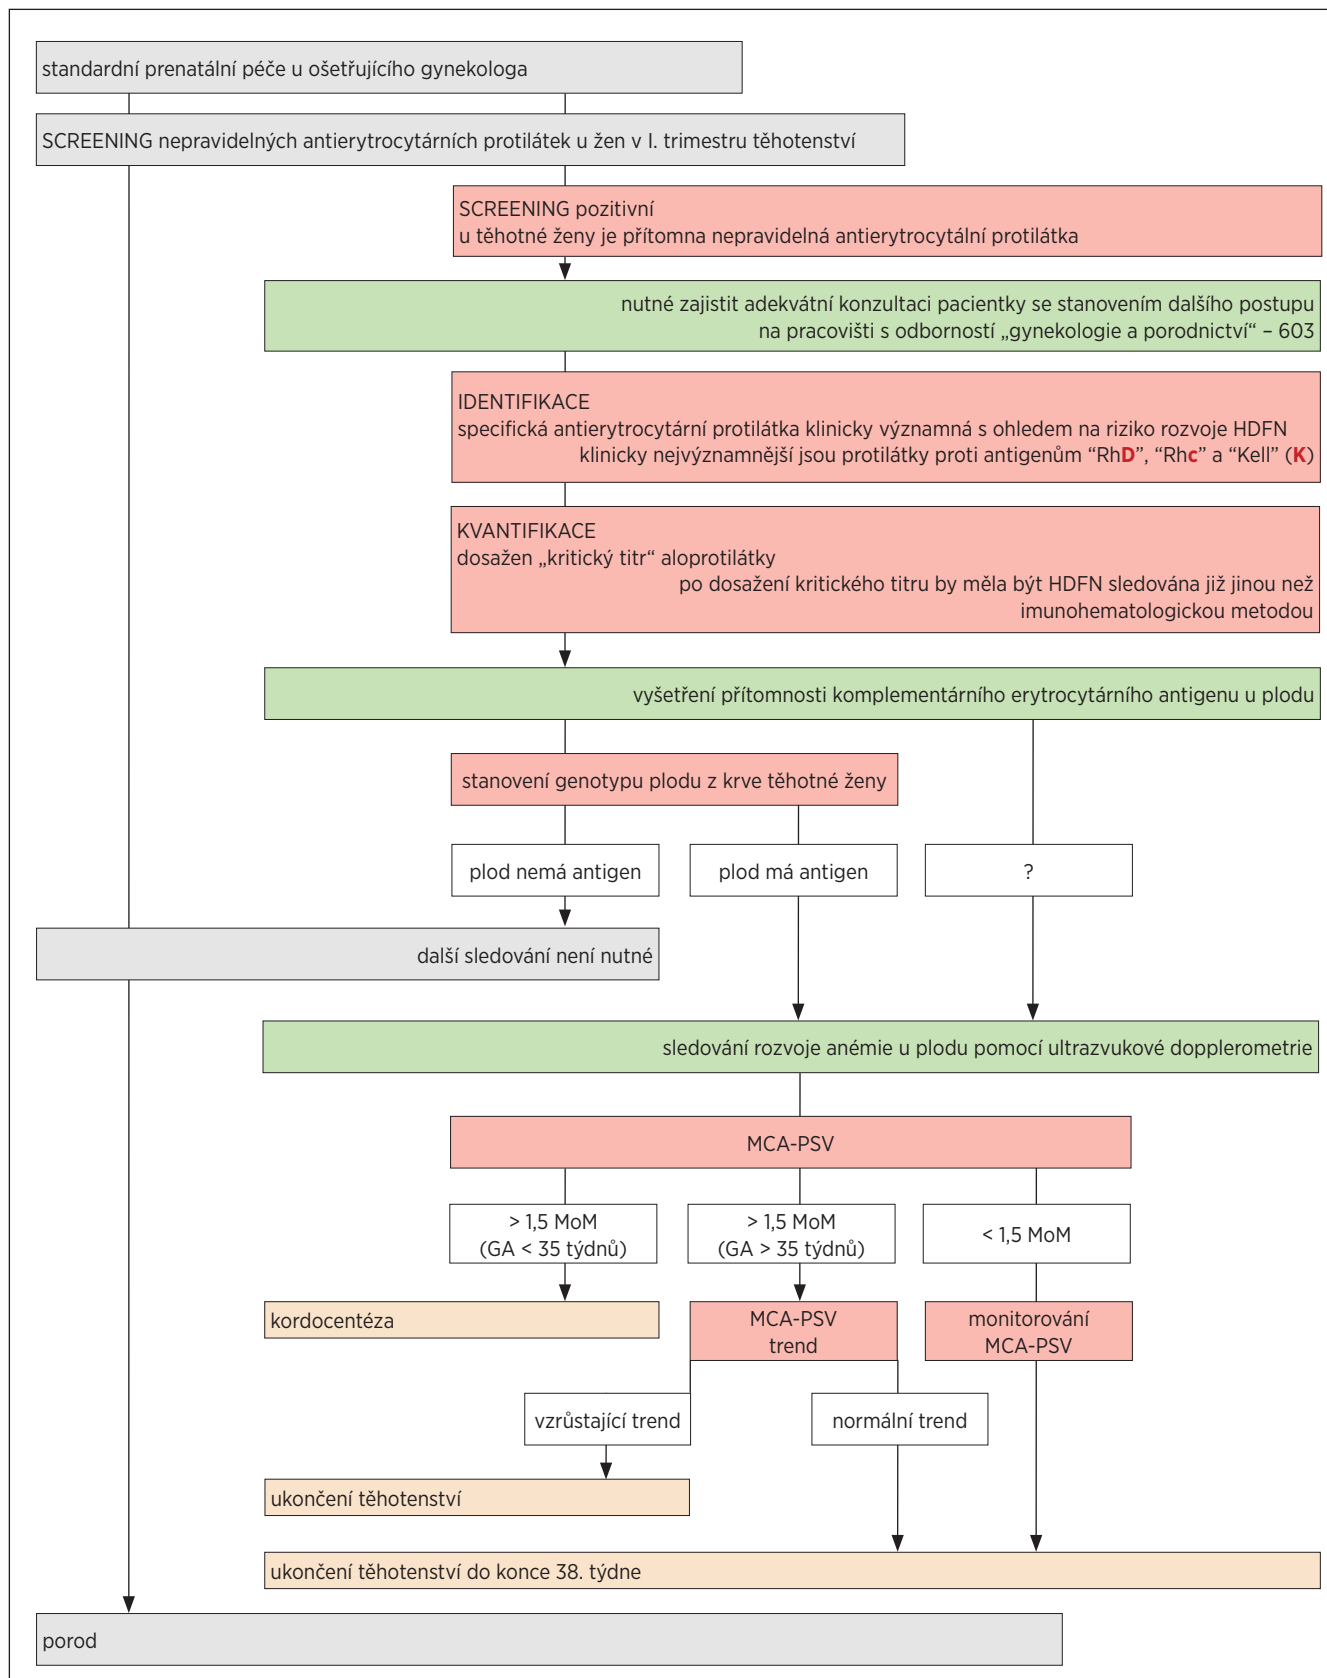 standardní prenatální péče u ošetřujícího gynekologa
SCREENING nepravidelných antierytrocytárních protilátek u žen v I. trimestru těhotenství
SCREENING pozitivní
u těhotné ženy je přítomna nepravidelná antierytrocytální protilátka
nutné zajistit adekvátní konzultaci pacientky se stanovením dalšího postupu
na pracovišti s odborností „gynekologie a porodnictví“ – 603
IDENTIFIKACE
specifická antierytrocytární protilátka klinicky významná s ohledem na riziko rozvoje HDFN
klinicky nejvýznamnější jsou protilátky proti antigenům “RhD”, “Rhc” a “Kell” (K)
KVANTIFIKACE
dosažen „kritický titr“ aloprotilátky
po dosažení kritického titru by měla být HDFN sledována již jinou než
imunohematologickou metodou
vyšetření přítomnosti komplementárního erytrocytárního antigenu u plodu
stanovení genotypu plodu z krve těhotné ženy
plod nemá antigen
plod má antigen
?
další sledování není nutné
sledování rozvoje anémie u plodu pomocí ultrazvukové dopplerometrie
MCA-PSV
> 1,5 MoM
(GA < 35 týdnů)
> 1,5 MoM
(GA > 35 týdnů)
< 1,5 MoM
kordocentéza
MCA-PSV
trend
monitorování
MCA-PSV
vzrůstající trend
normální trend
ukončení těhotenství
ukončení těhotenství do konce 38. týdne
porod